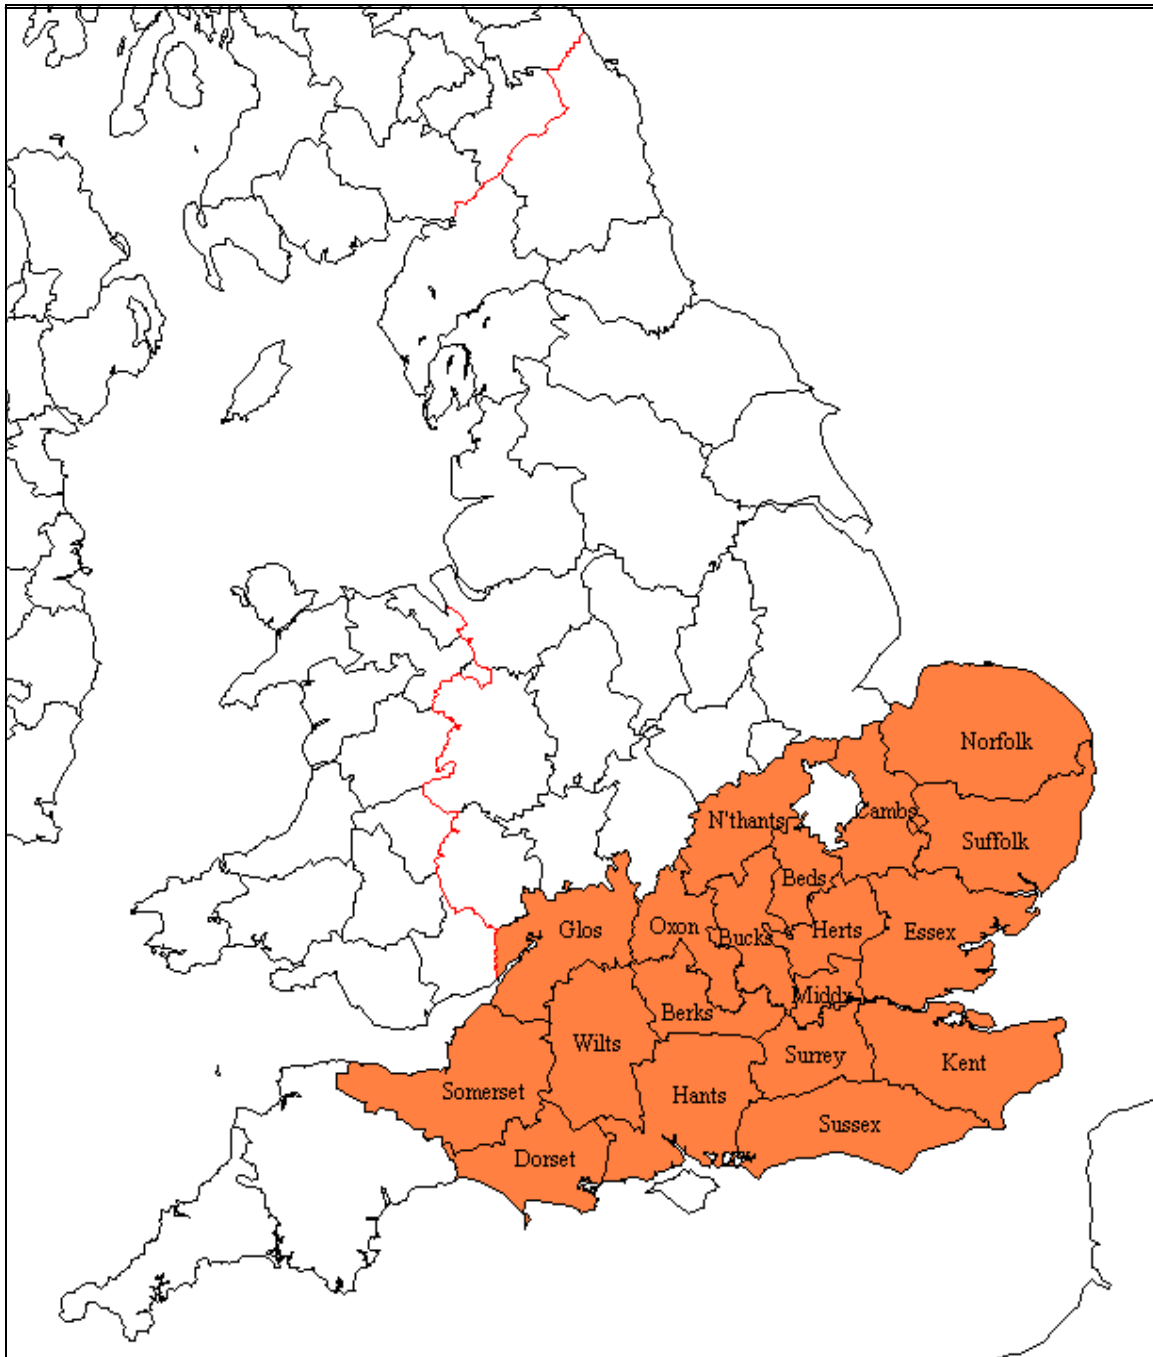 Norfolk
N'thants
Cambs
Suffolk
Beds
Glos
Oxon
Bucks
Herts
Essex
Middx
Berks
Wilts
Surrey
Kent
Somerset
Hants
Sussex
Dorset